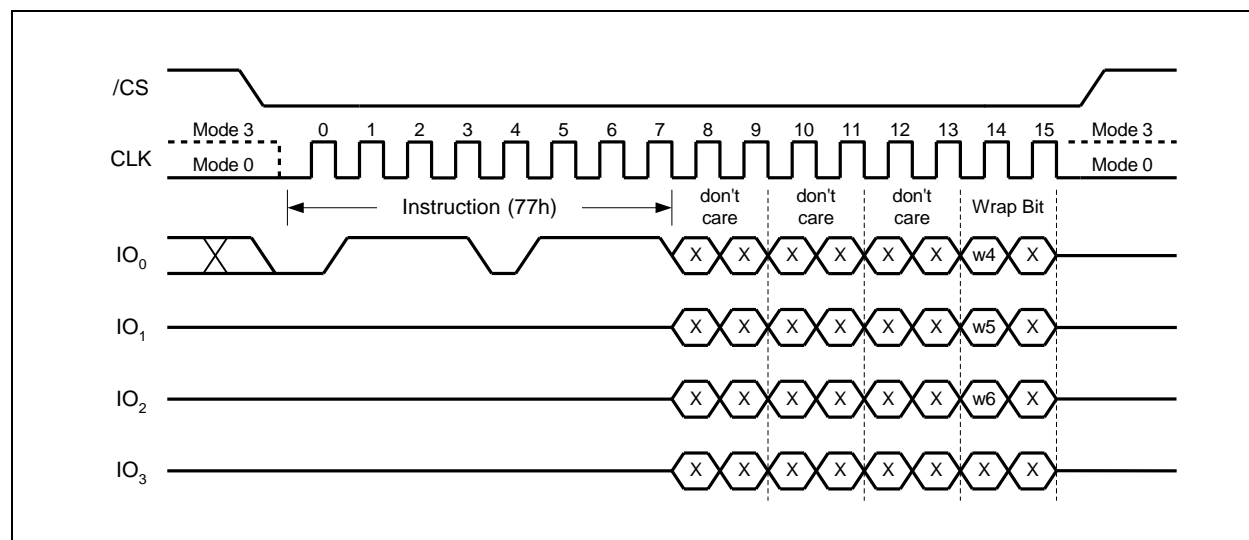 /CS
Mode 3 0 1 2 3 4 5 6 7 8 9 10 11 12 13 14 15 Mode 3
CLK Mode 0 Mode 0
Instruction (77h) don't care don't care don't care Wrap Bit
IO0 X X X X X X w4 X
IO1 X X X X X X w5 X
IO2 X X X X X X w6 X
IO3 X X X X X X X X